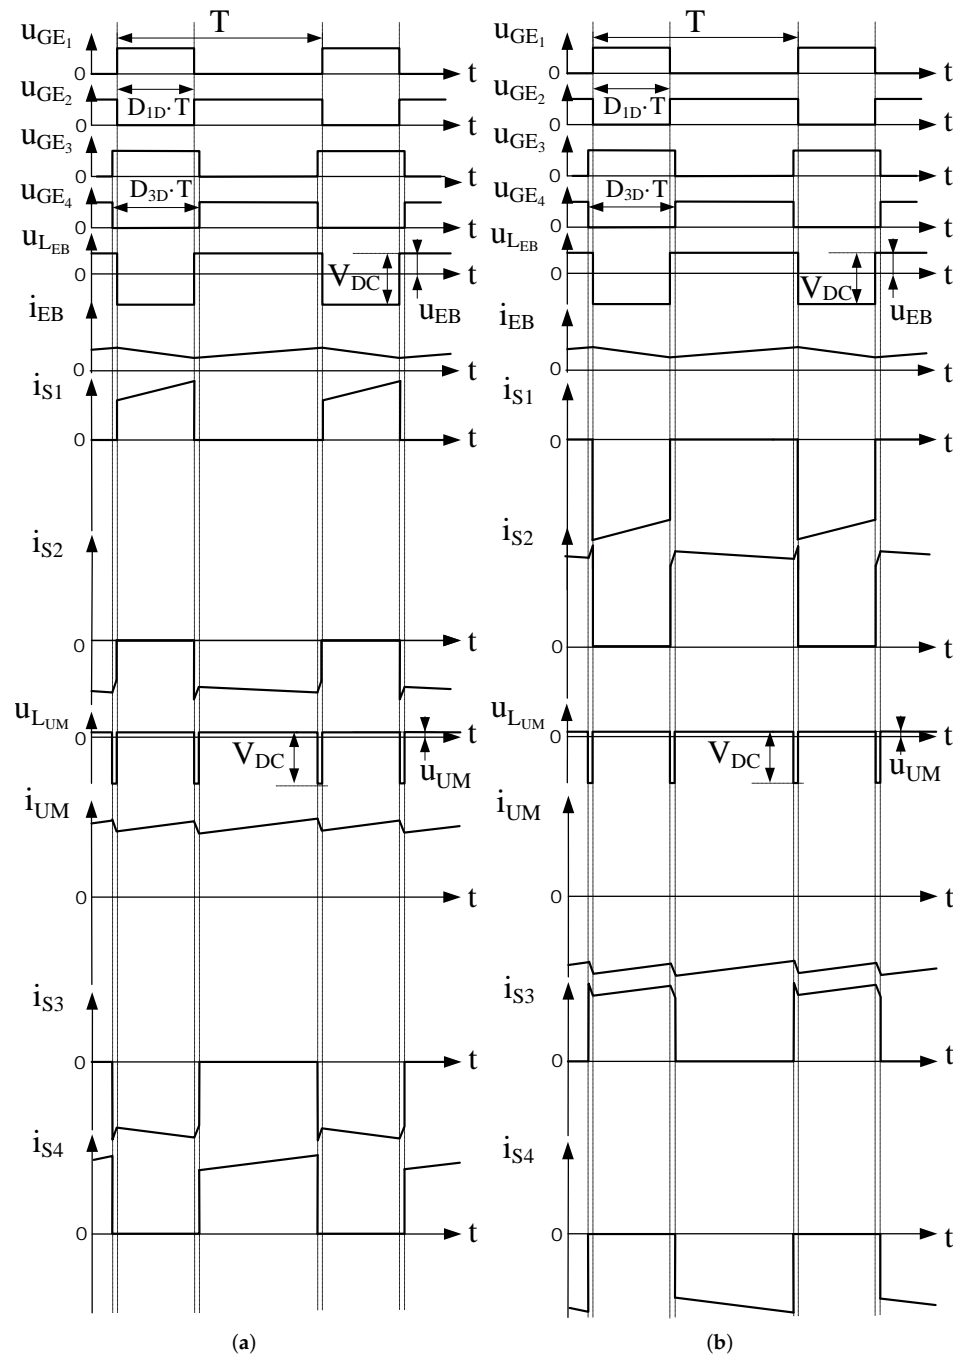 T
u_GE1
0
t
u_GE2
D_1D·T
0
t
u_GE3
0
t
u_GE4
D_3D·T
0
t
u_LEB
0
V_DC
t
u_EB
i_EB
0
t
i_S1
0
t
i_S2
0
t
u_LUM
0
V_DC
t
u_UM
i_UM
0
t
i_S3
0
t
i_S4
0
t
(a)
T
u_GE1
0
t
u_GE2
D_1D·T
0
t
u_GE3
0
t
u_GE4
D_3D·T
0
t
u_LEB
0
V_DC
t
u_EB
i_EB
0
t
i_S1
0
t
i_S2
0
t
u_LUM
0
V_DC
t
u_UM
i_UM
0
t
i_S3
0
t
i_S4
0
t
(b)